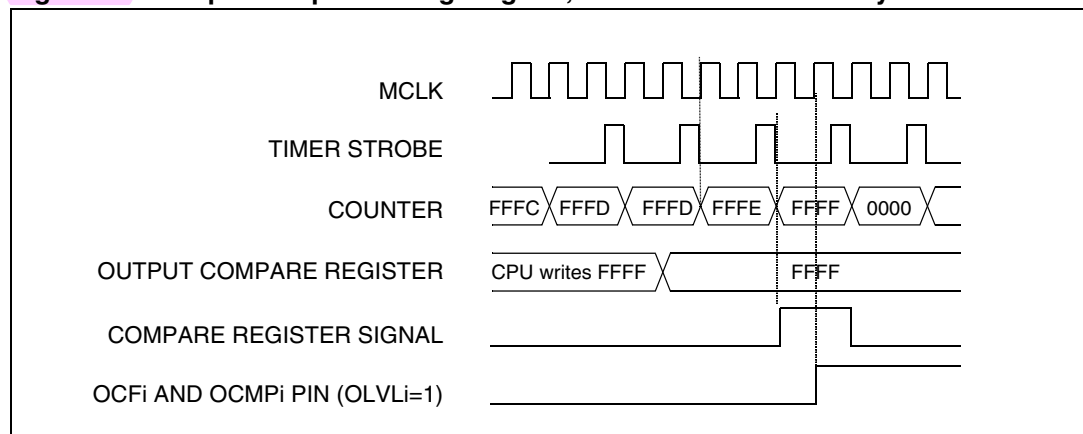 MCLK
TIMER STROBE
COUNTER FFFC FFFD FFFD FFFE FFFF 0000
OUTPUT COMPARE REGISTER CPU writes FFFF FFFF
COMPARE REGISTER SIGNAL
OCFi AND OCMPi PIN (OLVLi=1)